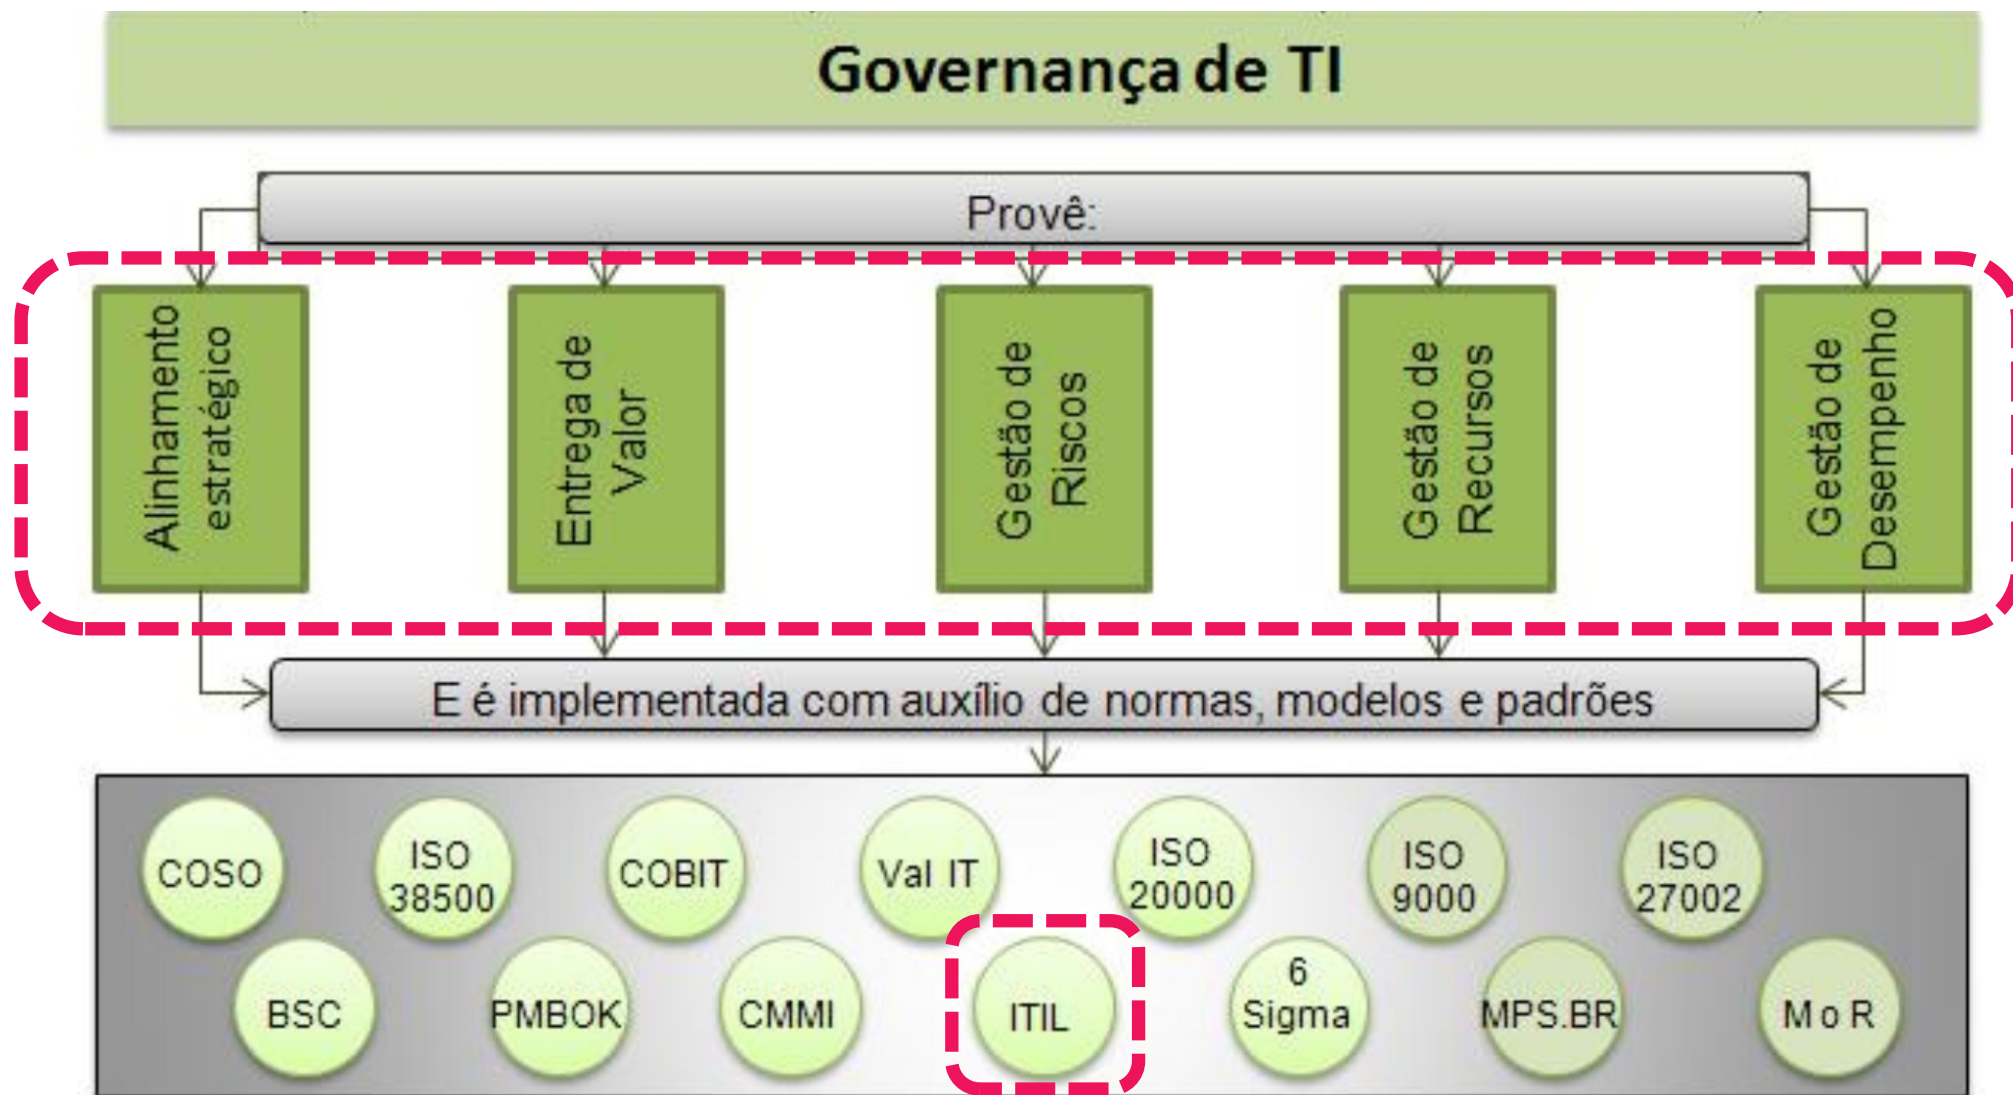 Governança de TI
Provê:
Alinhamento
estratégico
Entrega de
Valor
Gestão de
Riscos
Gestão de
Recursos
Gestão de
Desempenho
E é implementada com auxílio de normas, modelos e padrões
COSO
ISO
38500
COBIT
Val IT
ISO
20000
ISO
9000
ISO
27002
BSC
PMBOK
CMMI
ITIL
6
Sigma
MPS.BR
M o R